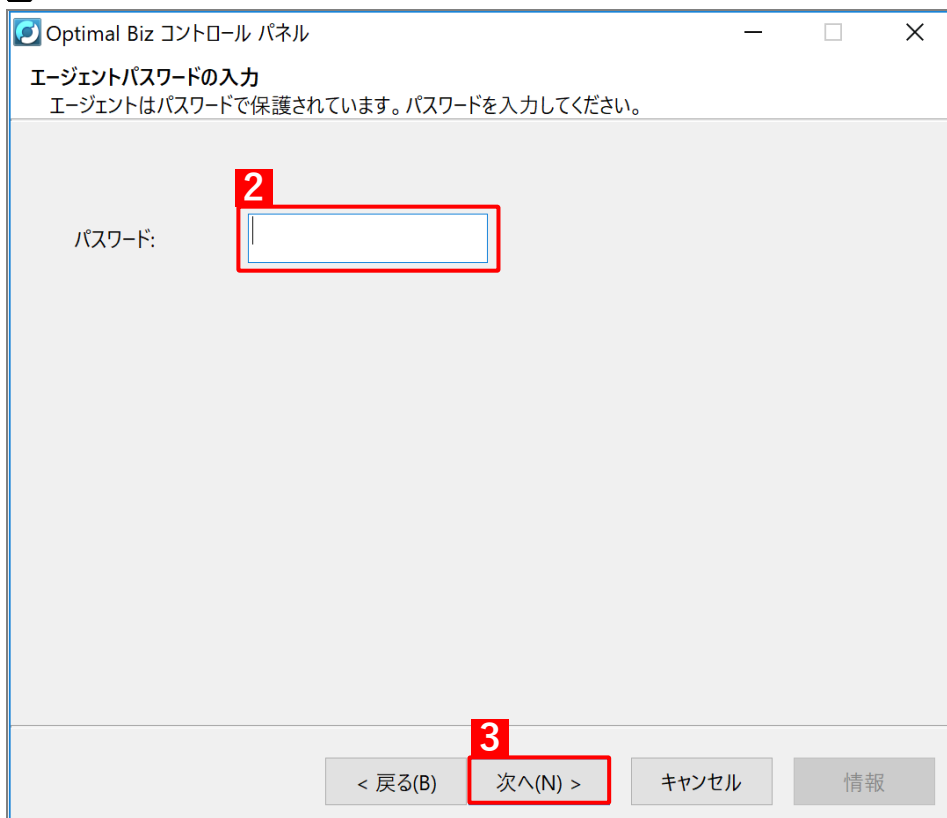 Optimal Biz コントロール パネル
エージェントパスワードの入力
エージェントはパスワードで保護されています。パスワードを入力してください。
2
パスワード:
3
< 戻る(B) 次へ(N) > キャンセル 情報